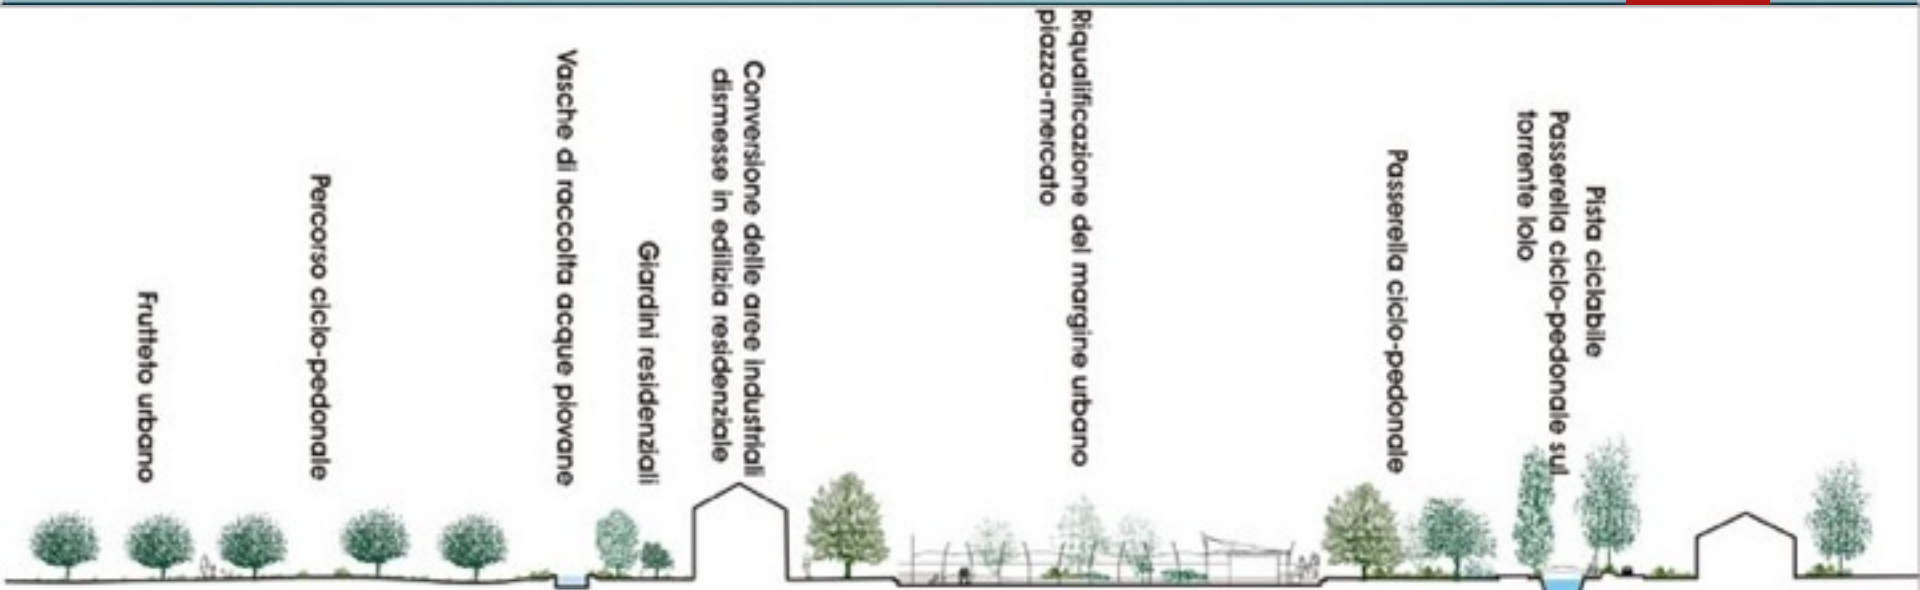 Frutteto urbano
Percorso ciclo-pedonale
Vasche di raccolta acque piovane
Giardini residenziali
Conversione delle aree industriali
dismesse in edilizia residenziale
Riqualificazione del margine urbano
piazza-mercato
Passerella ciclo-pedonale
Passerella ciclo-pedonale sul
torrente Iolo
Pista ciclabile